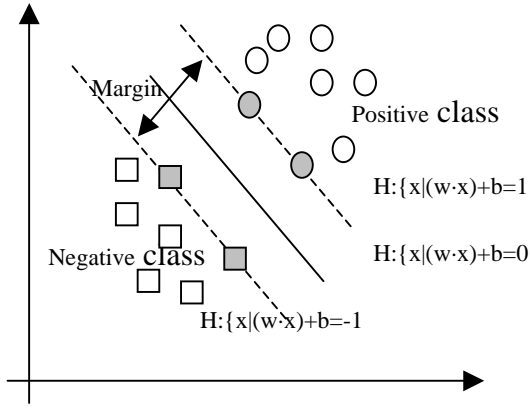 Margin
Positive class
H:{x|(w·x)+b=1
H:{x|(w·x)+b=0
Negative class
H:{x|(w·x)+b=-1